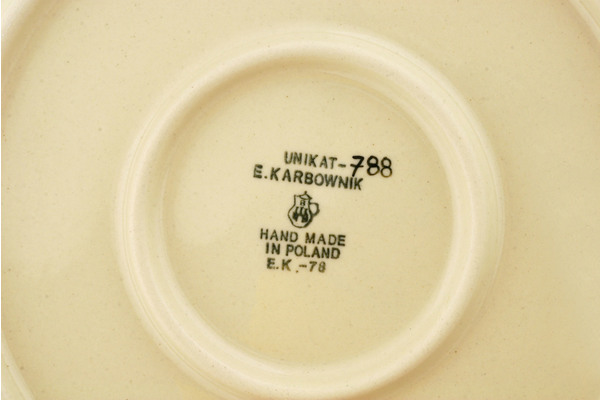 UNIKAT-788
E.KARBOWNIK
HAND MADE
IN POLAND
E.K.-78